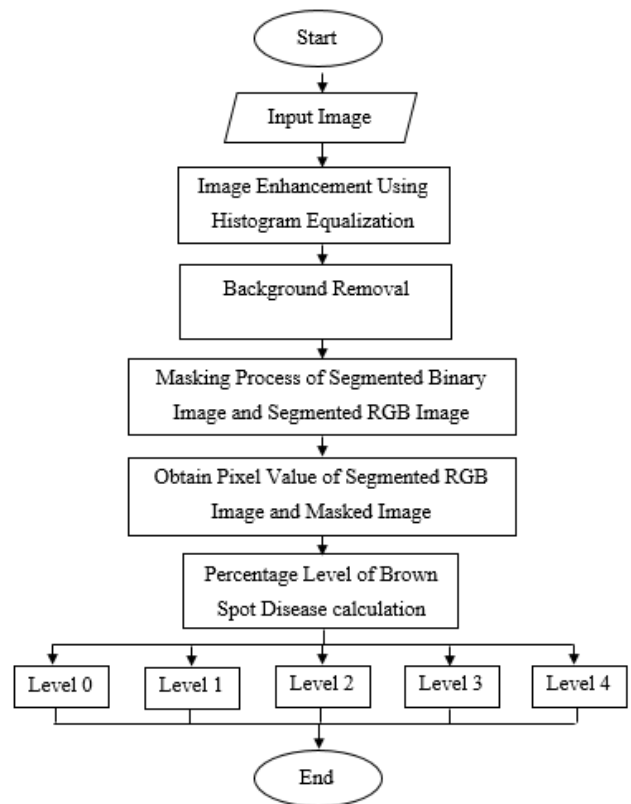 Start
Input Image
Image Enhancement Using
Histogram Equalization
Background Removal
Masking Process of Segmented Binary
Image and Segmented RGB Image
Obtain Pixel Value of Segmented RGB
Image and Masked Image
Percentage Level of Brown
Spot Disease calculation
Level 0
Level 1
Level 2
Level 3
Level 4
End